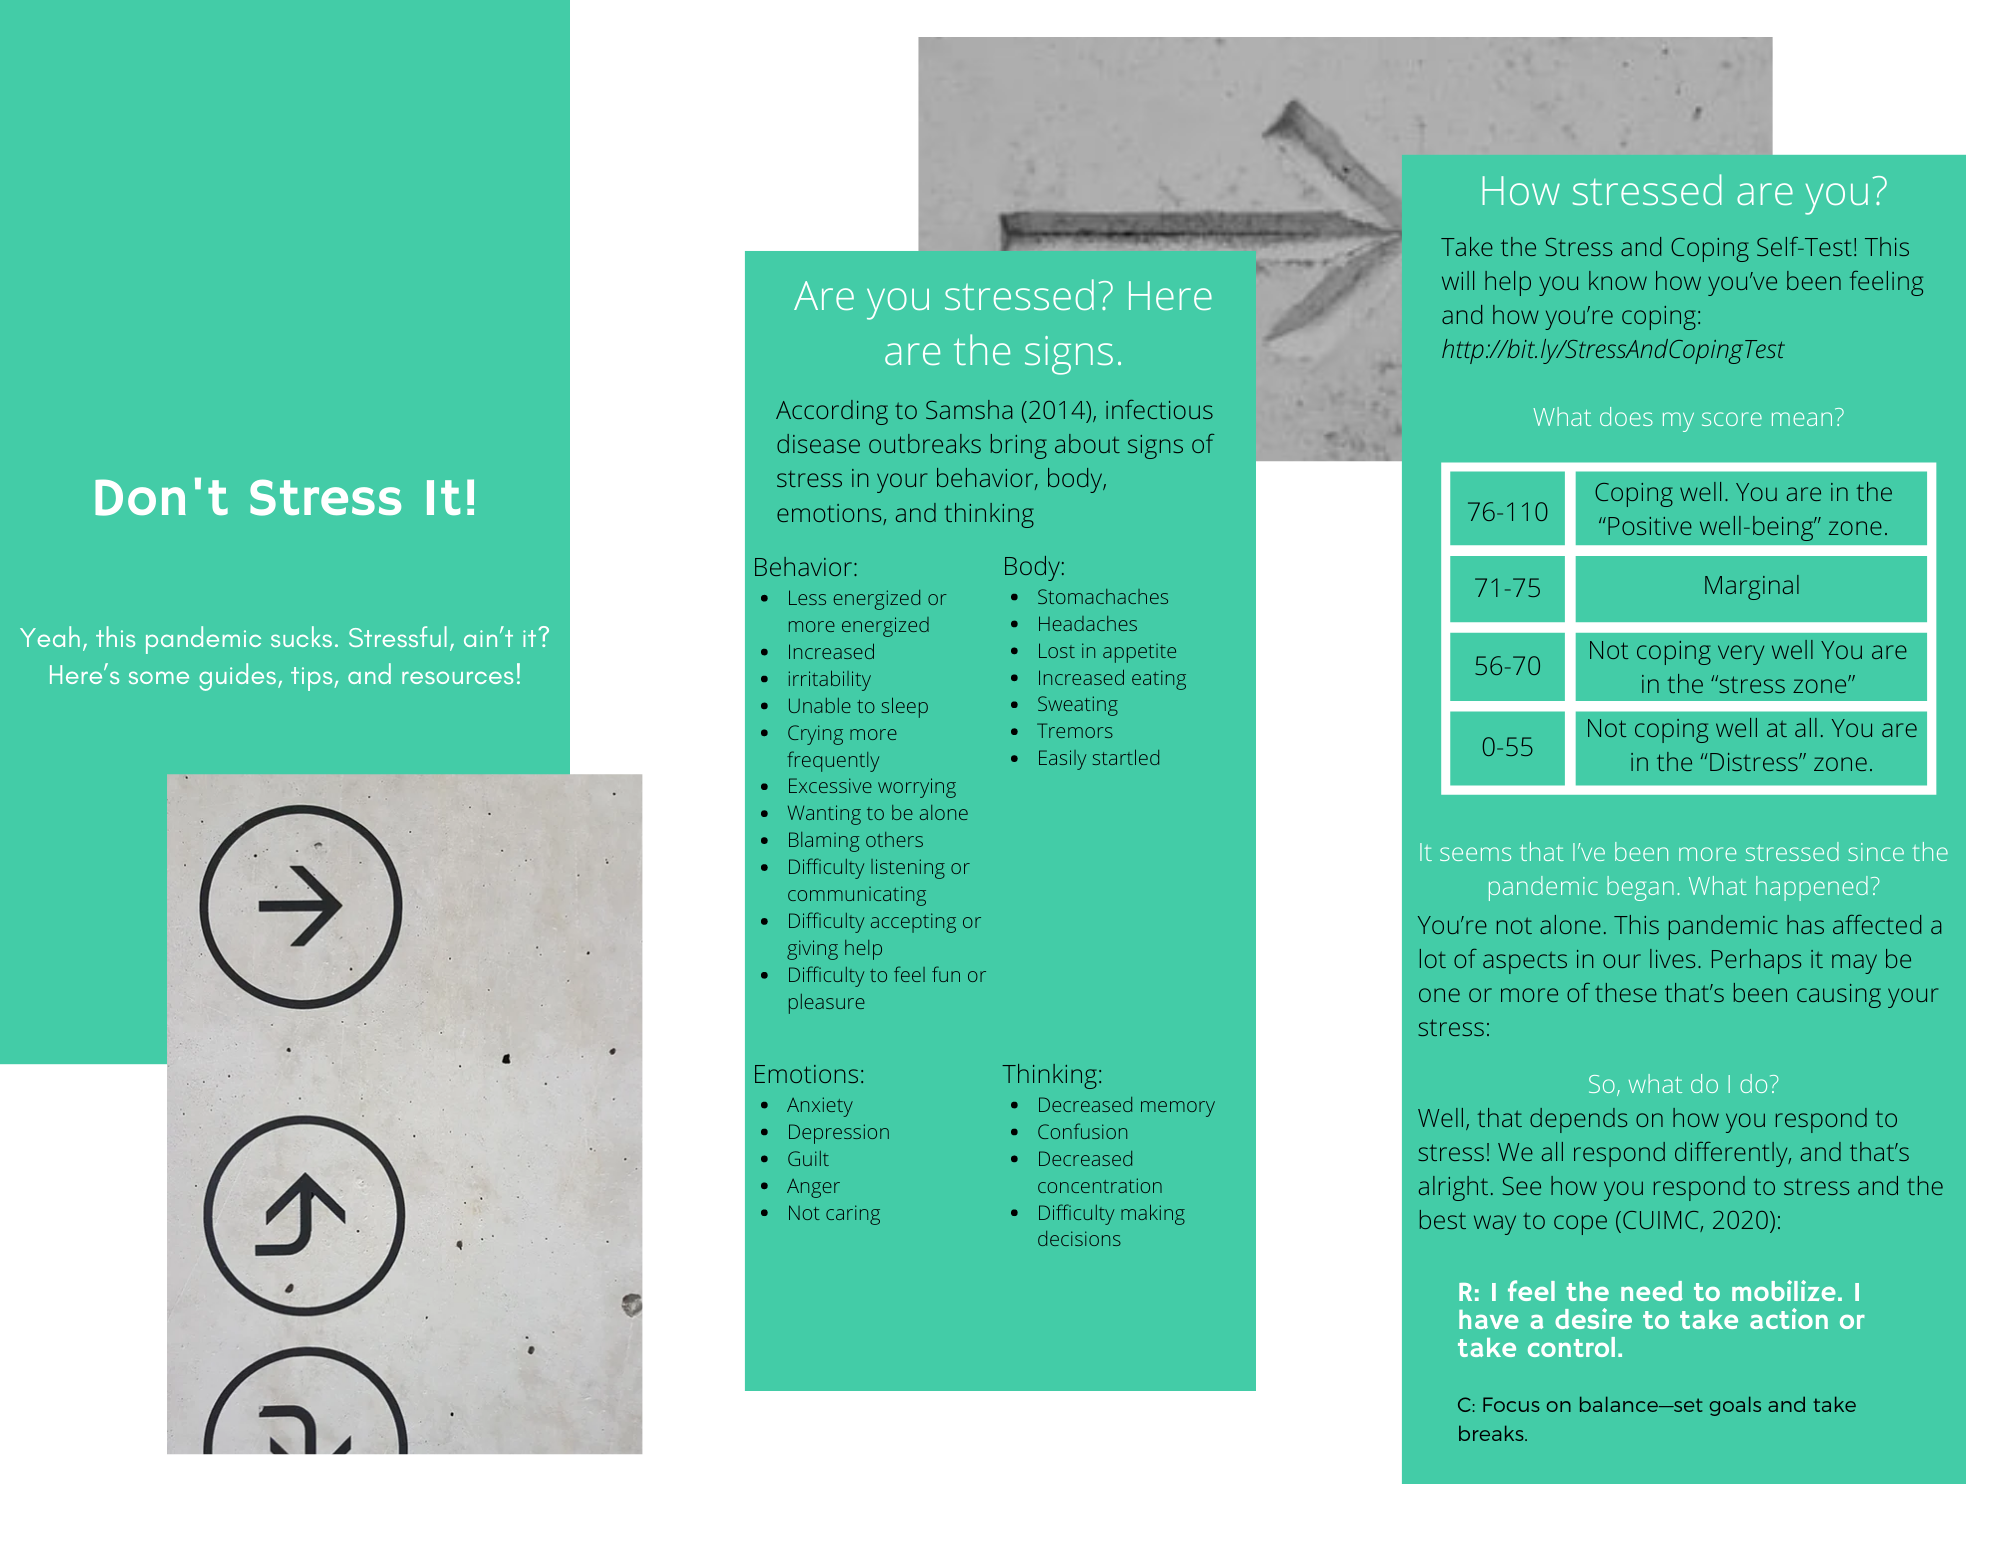 Don't Stress It!
Yeah, this pandemic sucks. Stressful, ain’t it?
Here’s some guides, tips, and resources!
Are you stressed? Here
are the signs.
According to Samsha (2014), infectious
disease outbreaks bring about signs of
stress in your behavior, body,
emotions, and thinking
Behavior:
• Less energized or
more energized
• Increased
• irritability
• Unable to sleep
• Crying more
frequently
• Excessive worrying
• Wanting to be alone
• Blaming others
• Difficulty listening or
communicating
• Difficulty accepting or
giving help
• Difficulty to feel fun or
pleasure
Body:
• Stomachaches
• Headaches
• Lost in appetite
• Increased eating
• Sweating
• Tremors
• Easily startled
Emotions:
• Anxiety
• Depression
• Guilt
• Anger
• Not caring
Thinking:
• Decreased memory
• Confusion
• Decreased
concentration
• Difficulty making
decisions
How stressed are you?
Take the Stress and Coping Self-Test! This
will help you know how you’ve been feeling
and how you’re coping:
http://bit.ly/StressAndCopingTest
What does my score mean?
76-110
Coping well. You are in the
“Positive well-being” zone.
71-75
Marginal
56-70
Not coping very well You are
in the “stress zone”
0-55
Not coping well at all. You are
in the “Distress” zone.
It seems that I’ve been more stressed since the
pandemic began. What happened?
You’re not alone. This pandemic has affected a
lot of aspects in our lives. Perhaps it may be
one or more of these that’s been causing your
stress:
So, what do I do?
Well, that depends on how you respond to
stress! We all respond differently, and that’s
alright. See how you respond to stress and the
best way to cope (CUIMC, 2020):
R: I feel the need to mobilize. I
have a desire to take action or
take control.
C: Focus on balance—set goals and take
breaks.